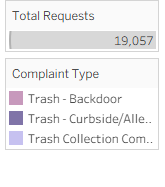 Total Requests
19,057
Complaint Type
Trash - Backdoor
Trash - Curbside/Alle..
Trash Collection Com..